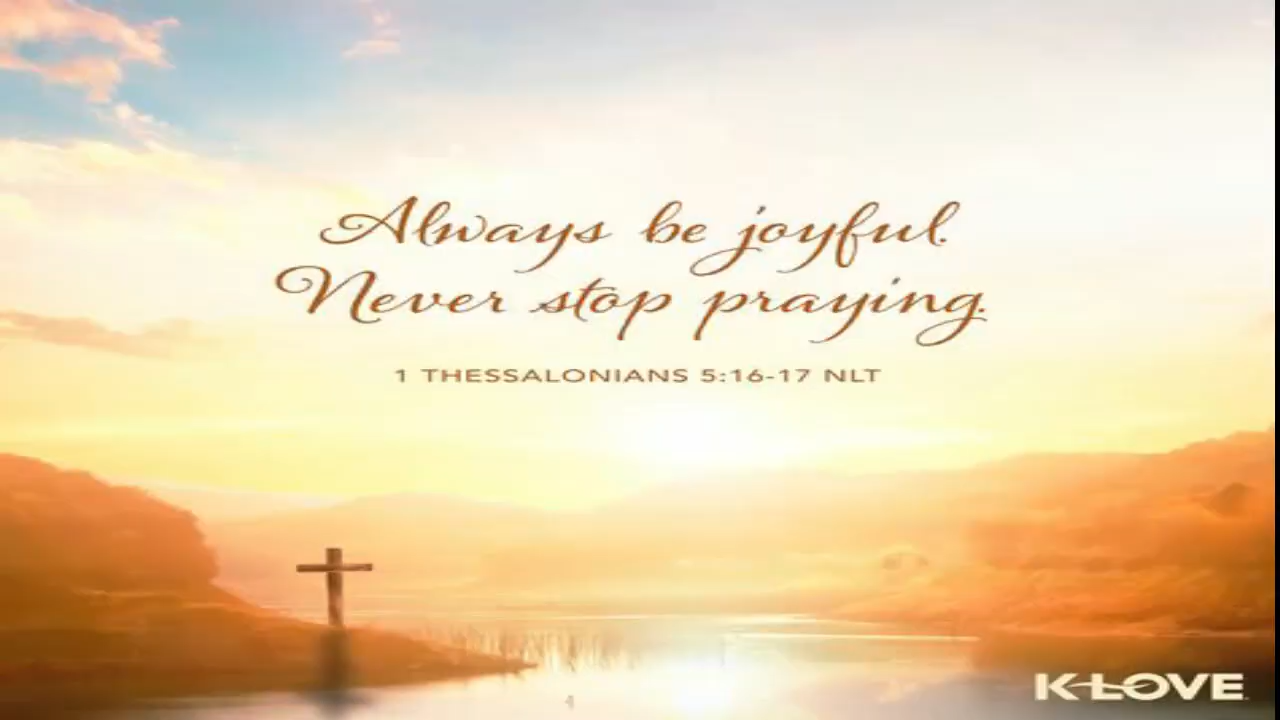 Always be joyful.
Never stop praying.
1 THESSALONIANS 5:16-17 NLT
K-LOVE